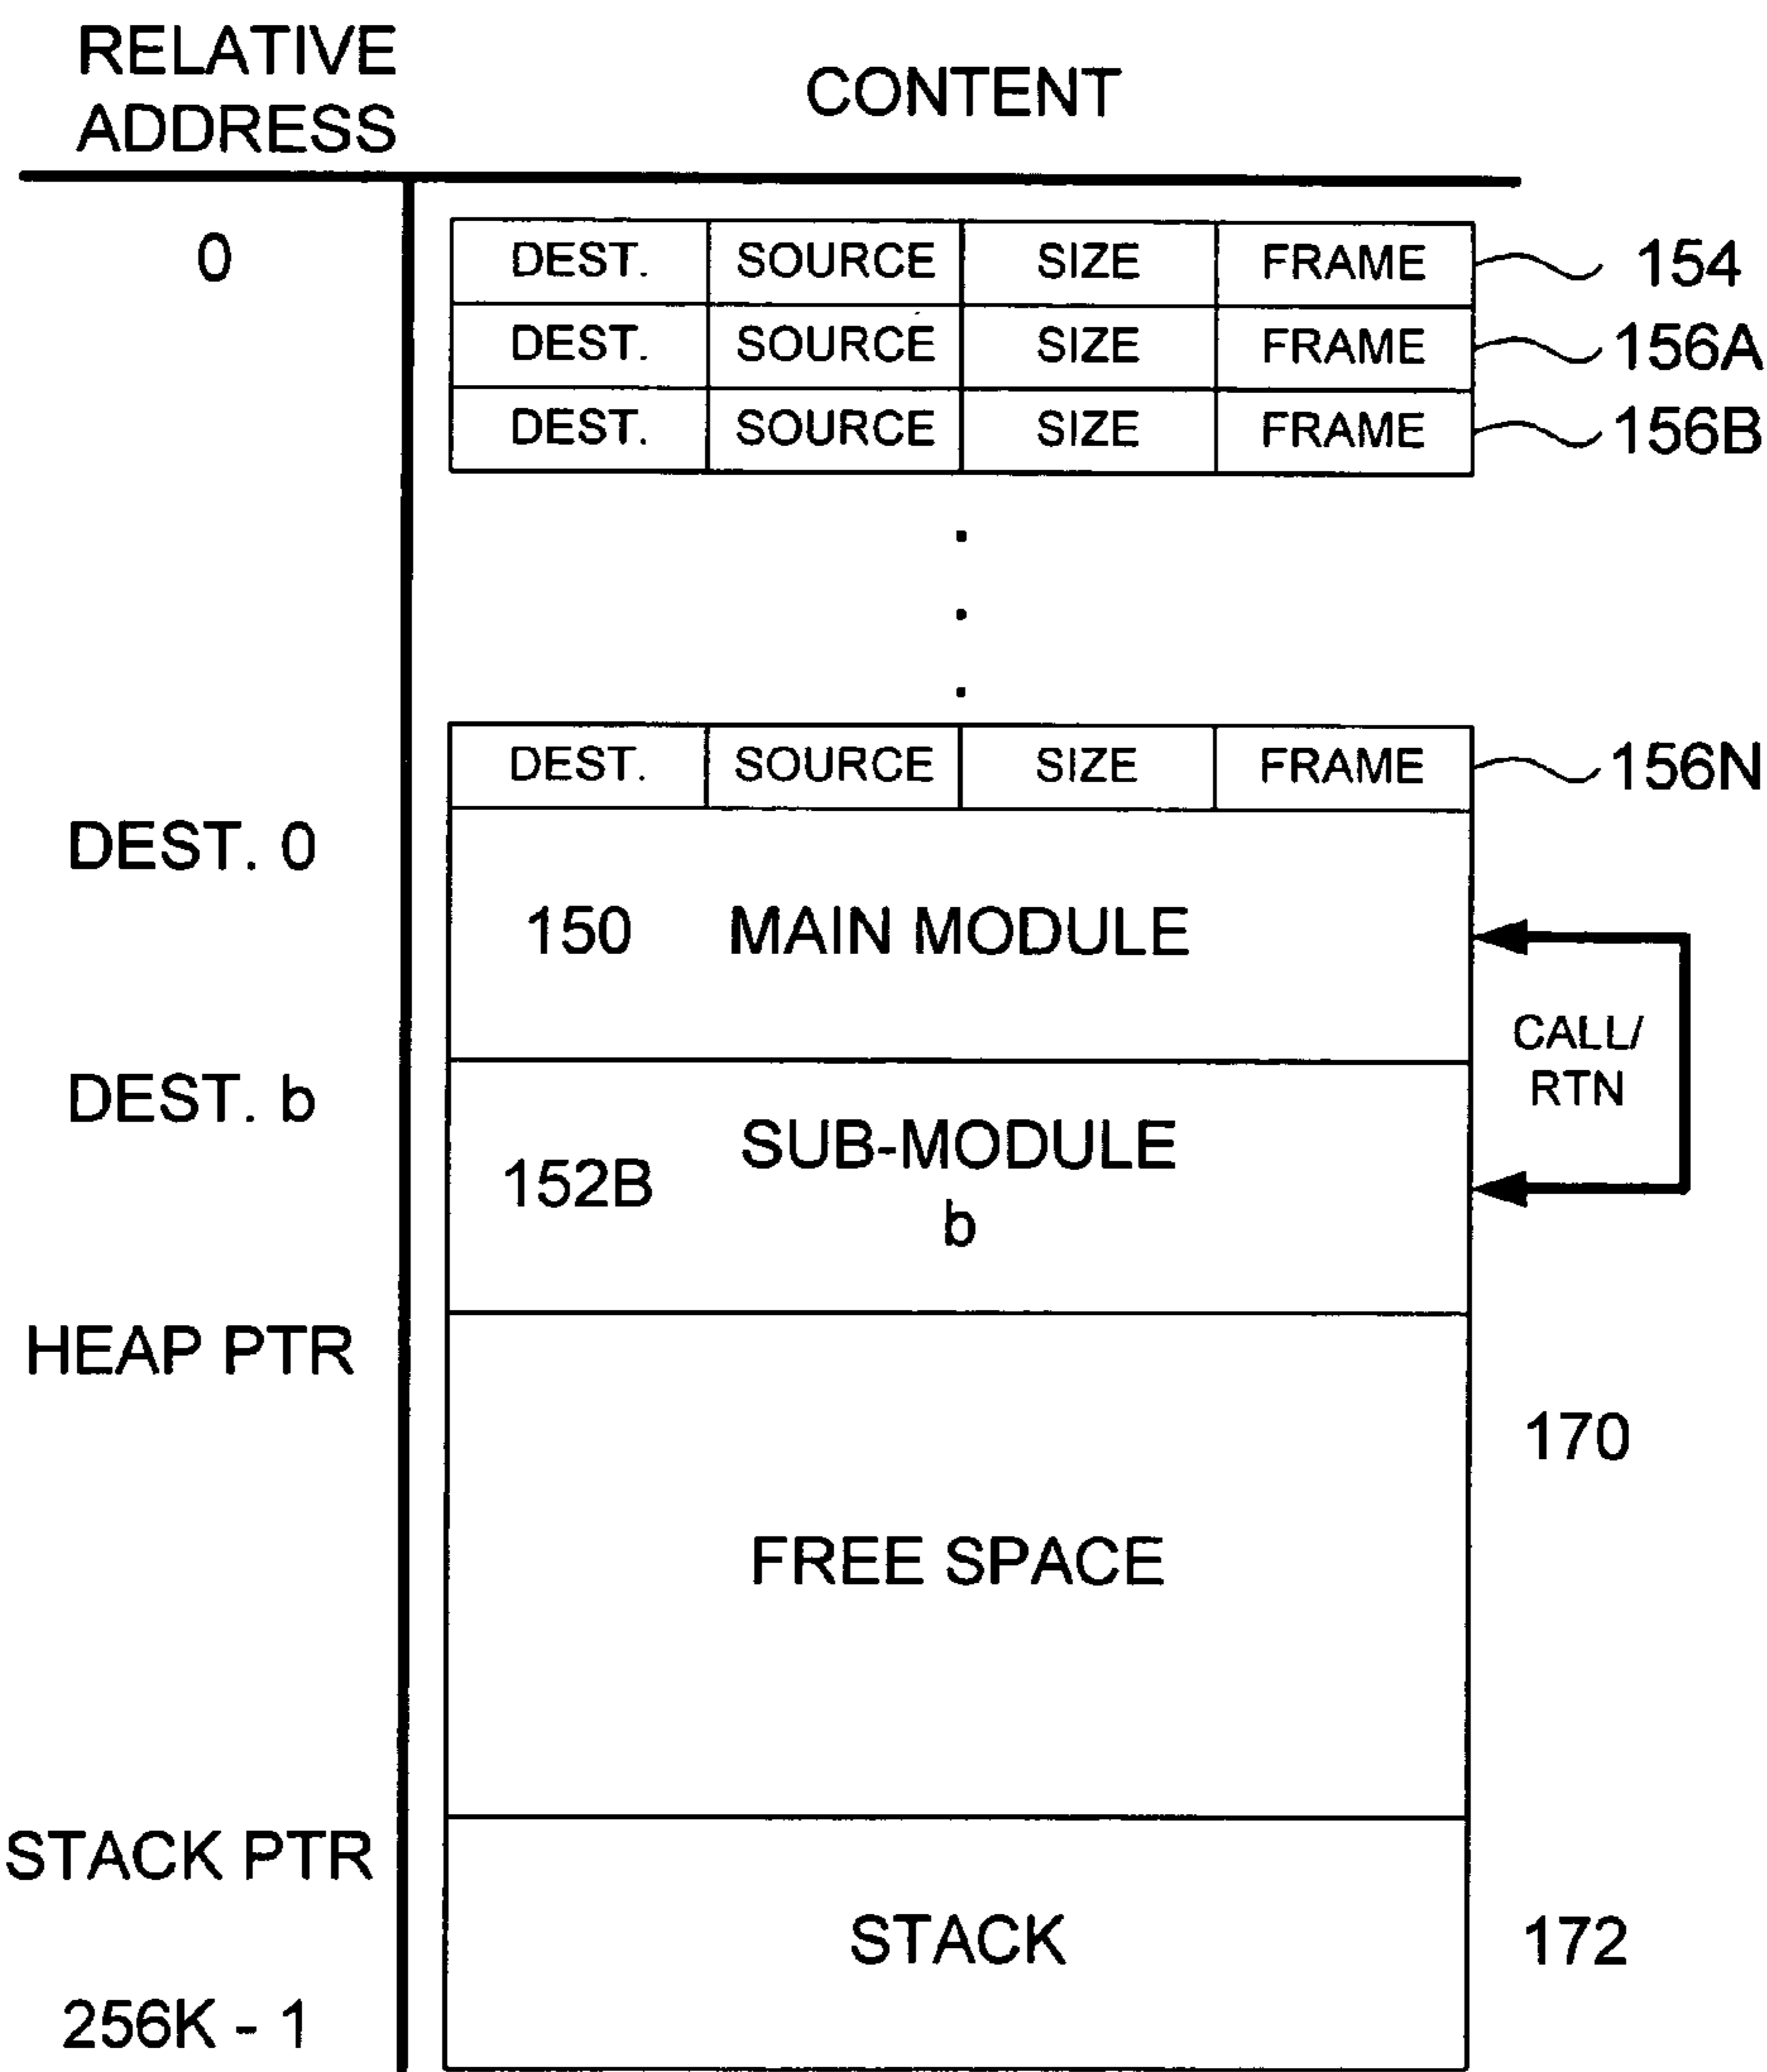 RELATIVE
ADDRESS
CONTENT
0
DEST. SOURCE SIZE FRAME 154
DEST. SOURCE SIZE FRAME 156A
DEST. SOURCE SIZE FRAME 156B
DEST. SOURCE SIZE FRAME 156N
DEST. 0
150 MAIN MODULE
CALL/
RTN
DEST. b
SUB-MODULE
152B
b
HEAP PTR
170
FREE SPACE
STACK PTR
STACK
172
256K - 1